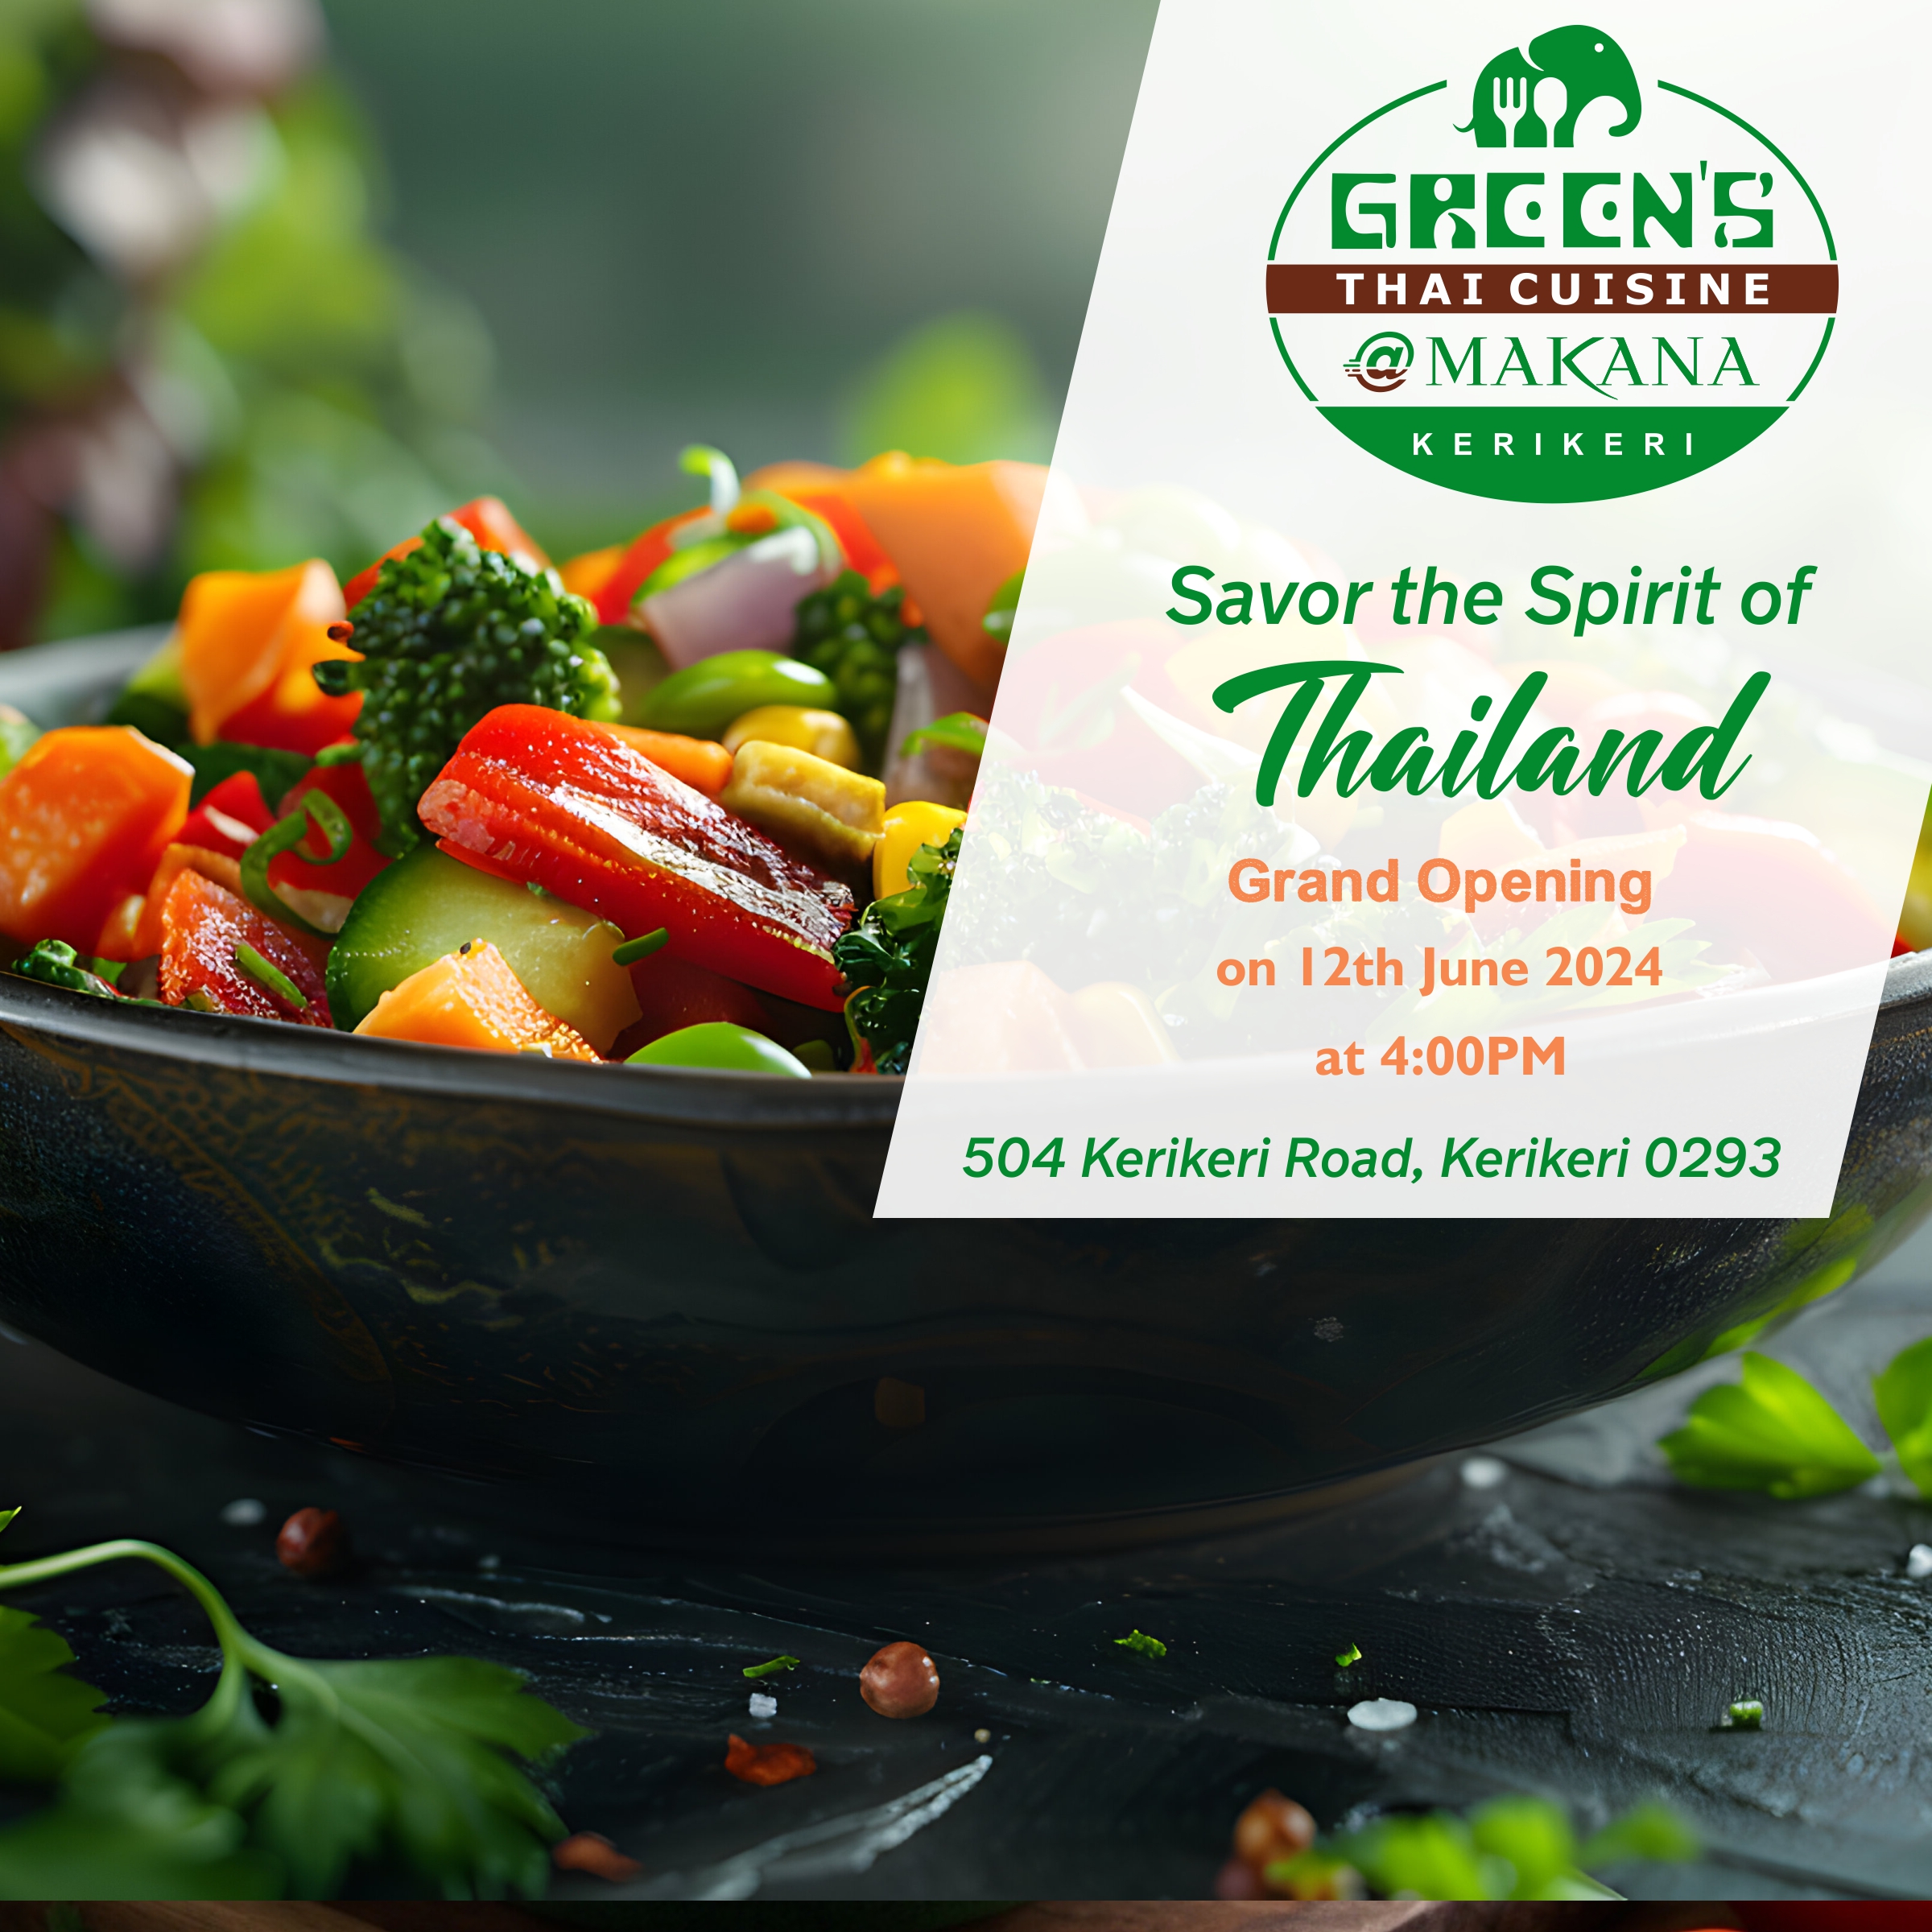 GREEN'S
THAI CUISINE
@MAKANA
KERIKERI
Savor the Spirit of
Thailand
Grand Opening
on 12th June 2024
at 4:00PM
504 Kerikeri Road, Kerikeri 0293